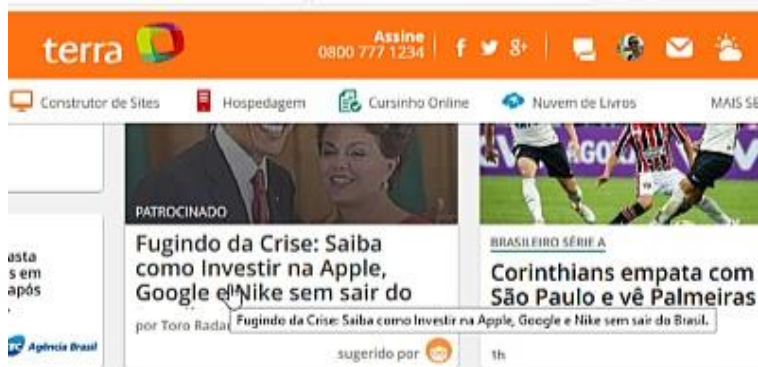 terra
Assine
0800 777 1234
Construtor de Sites
Hospedagem
Cursinho Online
Nuvem de Livros
MAIS SE
asta
s em
após
Agência Brasil
PATROCINADO
Fugindo da Crise: Saiba
como Investir na Apple,
Google e Nike sem sair do
por Toro Radar
Fugindo da Crise: Saiba como Investir na Apple, Google e Nike sem sair do Brasil.
sugerido por
BRASILEIRO SÉRIE A
Corinthians empata com
São Paulo e vê Palmeiras
1h